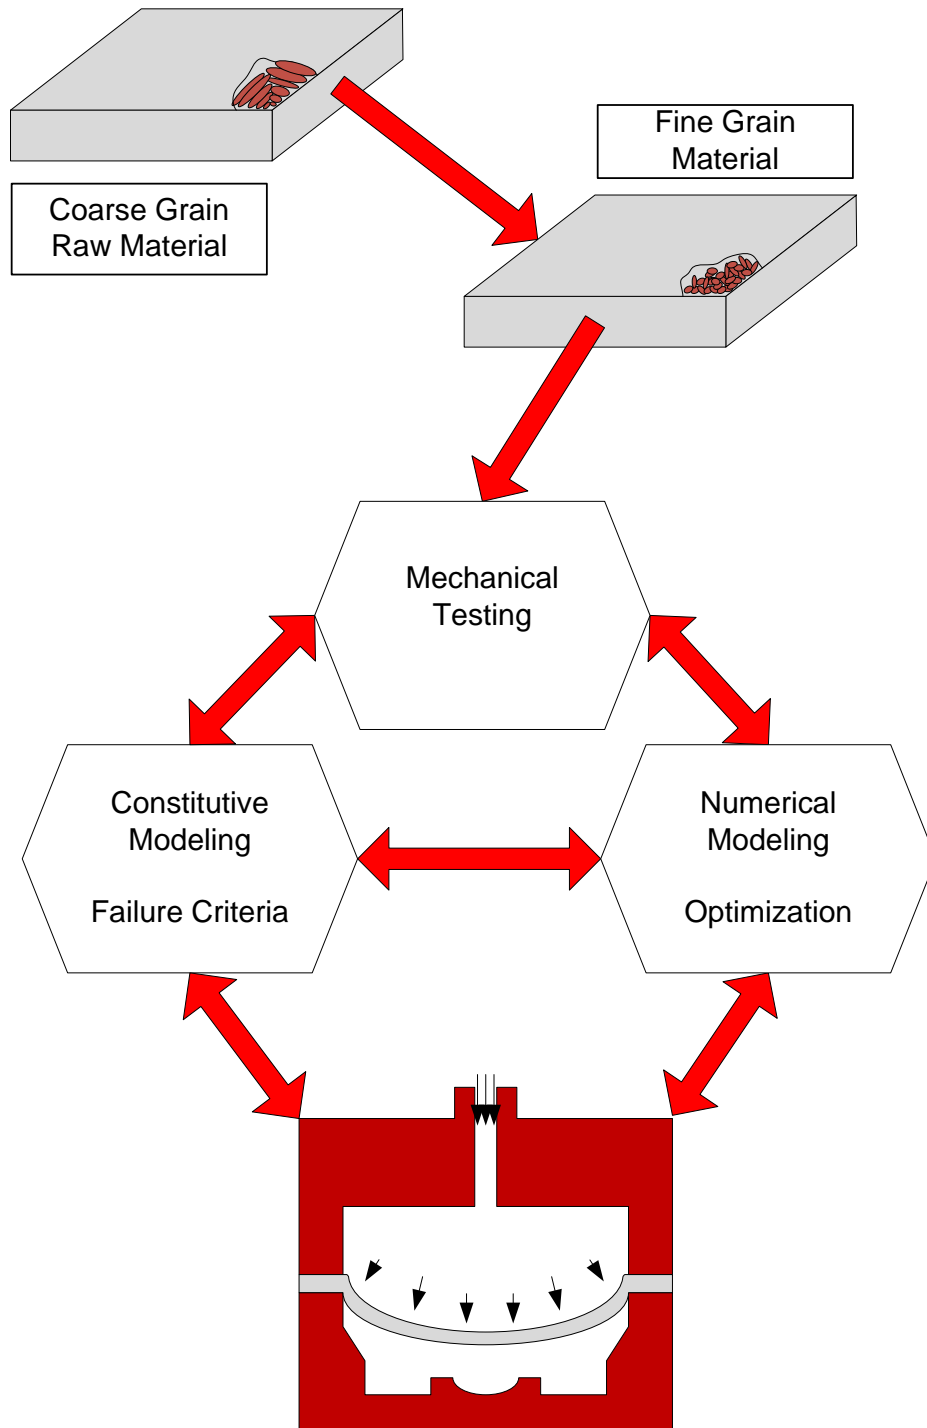 Fine Grain
Material
Coarse Grain
Raw Material
Mechanical
Testing
Constitutive
Modeling
Failure Criteria
Numerical
Modeling
Optimization